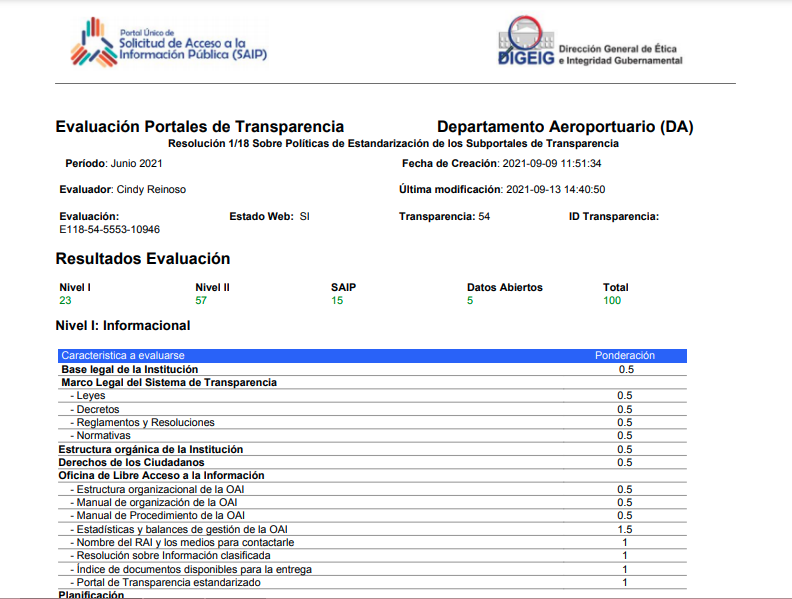 Portal Único de
Solicitud de Acceso a la
Información Pública (SAIP)
DIGEIG
Dirección General de Ética
e Integridad Gubernamental
Evaluación Portales de Transparencia Departamento Aeroportuario (DA)
Resolución 1/18 Sobre Políticas de Estandarización de los Subportales de Transparencia
Período: Junio 2021 Fecha de Creación: 2021-09-09 11:51:34
Evaluador: Cindy Reinoso Última modificación: 2021-09-13 14:40:50
Evaluación: Estado Web: SI Transparencia: 54 ID Transparencia:
E118-54-5553-10946
Resultados Evaluación
Nivel I Nivel II SAIP Datos Abiertos Total
23 57 15 5 100
Nivel I: Informacional
Caracteristica a evaluarse Ponderación
Base legal de la Institución 0.5
Marco Legal del Sistema de Transparencia
- Leyes 0.5
- Decretos 0.5
- Reglamentos y Resoluciones 0.5
- Normativas 0.5
Estructura orgánica de la Institución 0.5
Derechos de los Ciudadanos 0.5
Oficina de Libre Acceso a la Información
- Estructura organizacional de la OAI 0.5
- Manual de organización de la OAI 0.5
- Manual de Procedimiento de la OAI 0.5
- Estadísticas y balances de gestión de la OAI 1.5
- Nombre del RAI y los medios para contactarle 1
- Resolución sobre Información clasificada 1
- Índice de documentos disponibles para la entrega 1
- Portal de Transparencia estandarizado 1
Planificación